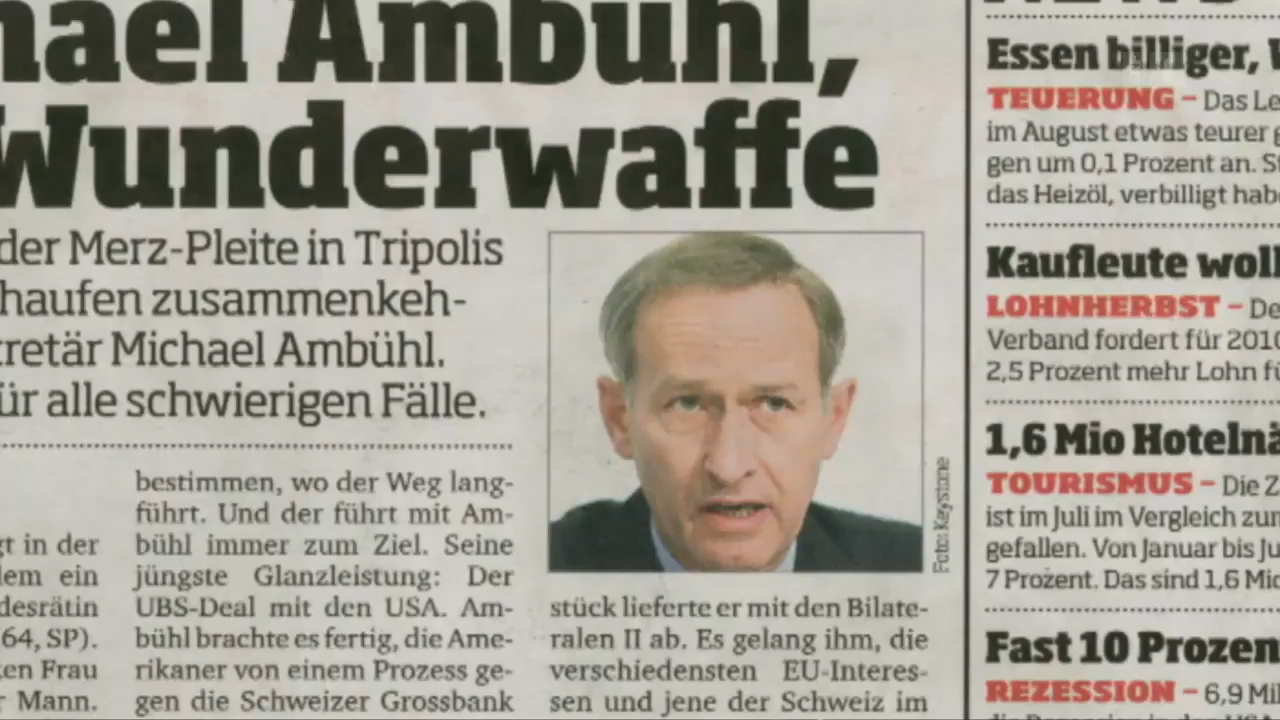 hael Ambühl,
Wunderwaffe
der Merz-Pleite in Tripolis
haufen zusammenkeh-
retär Michael Ambühl.
ür alle schwierigen Fälle.
gt in der
dem ein
desrätin
64, SP).
ken Frau
r Mann.
bestimmen, wo der Weg lang-
führt. Und der führt mit Am-
bühl immer zum Ziel. Seine
jüngste Glanzleistung: Der
UBS-Deal mit den USA. Am-
bühl brachte es fertig, die Ame-
rikaner von einem Prozess ge-
gen die Schweizer Grossbank
Foto: Keystone
stück lieferte er mit den Bilate-
ralen II ab. Es gelang ihm, die
verschiedensten EU-Interes-
sen und jene der Schweiz im
NEWS
Essen billiger, W
TEUERUNG – Das Le
im August etwas teurer g
gen um 0,1 Prozent an. S
das Heizöl, verbilligt hab
Kaufleute woll
LOHNHERBST – De
Verband fordert für 2010
2,5 Prozent mehr Lohn fü
1,6 Mio Hotelnä
TOURISMUS – Die Z
ist im Juli im Vergleich zur
gefallen. Von Januar bis Ju
7 Prozent. Das sind 1,6 Mio
Fast 10 Prozen
REZESSION – 6,9 Mil